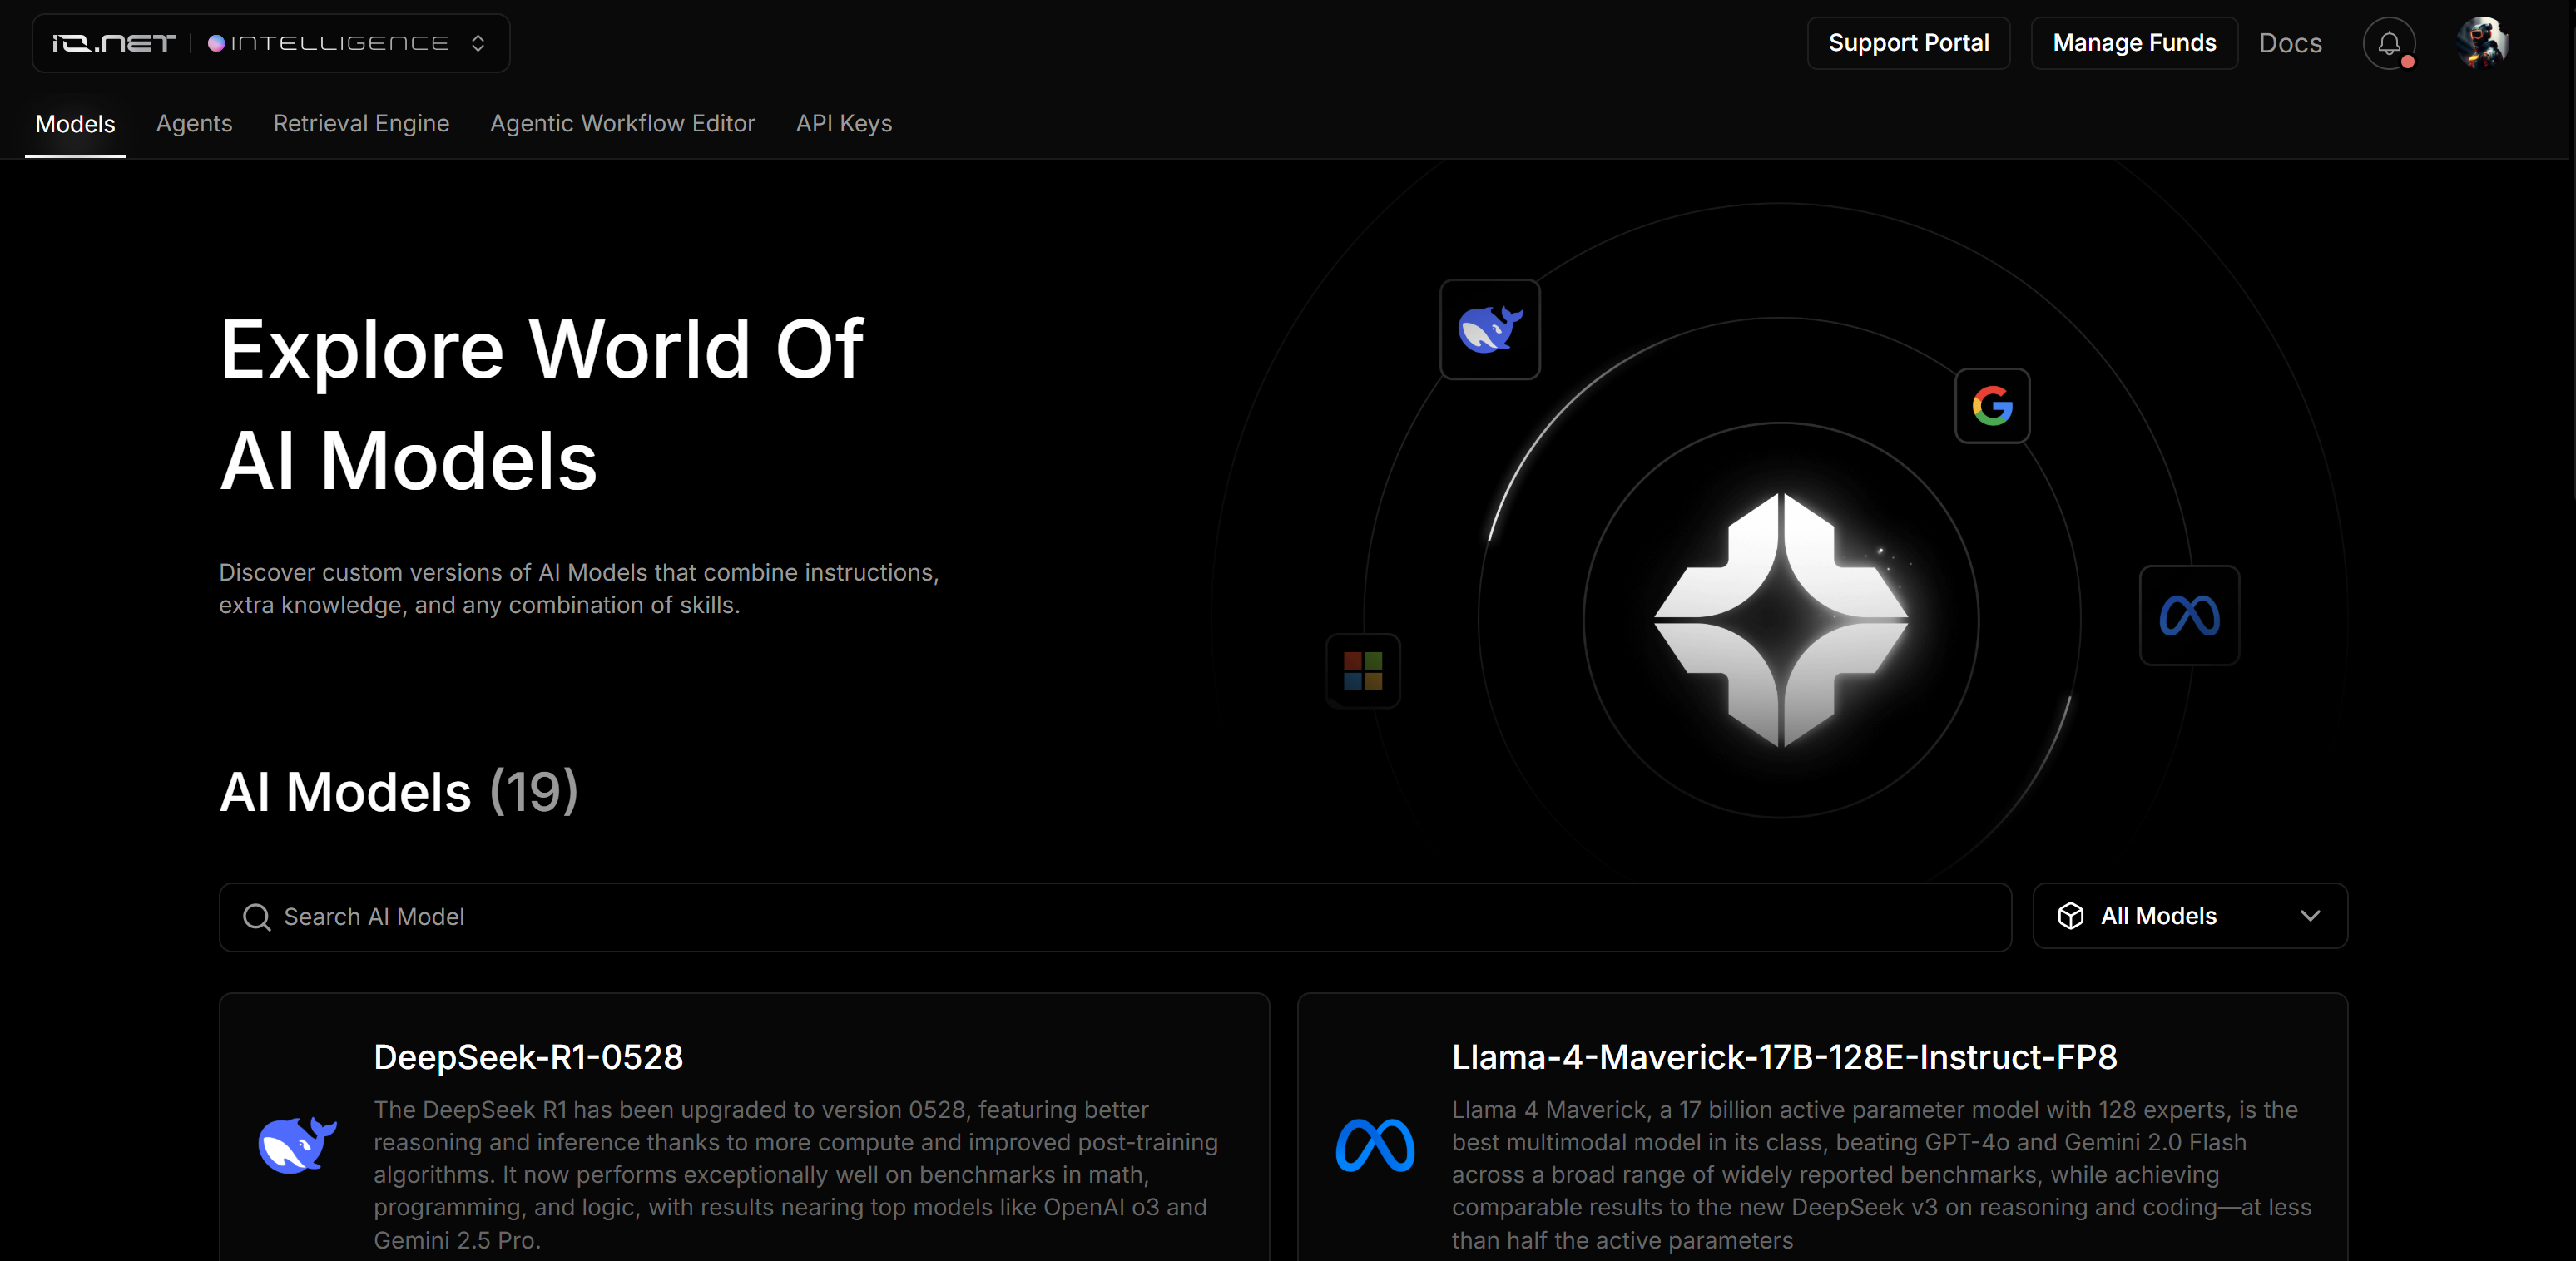 io.net | INTELLIGENCE
Support Portal
Manage Funds
Docs
Models
Agents
Retrieval Engine
Agentic Workflow Editor
API Keys
Explore World Of
AI Models
Discover custom versions of AI Models that combine instructions,
extra knowledge, and any combination of skills.
AI Models (19)
Search AI Model
All Models
DeepSeek-R1-0528
The DeepSeek R1 has been upgraded to version 0528, featuring better
reasoning and inference thanks to more compute and improved post-training
algorithms. It now performs exceptionally well on benchmarks in math,
programming, and logic, with results nearing top models like OpenAI o3 and
Gemini 2.5 Pro.
Llama-4-Maverick-17B-128E-Instruct-FP8
Llama 4 Maverick, a 17 billion active parameter model with 128 experts, is the
best multimodal model in its class, beating GPT-4o and Gemini 2.0 Flash
across a broad range of widely reported benchmarks, while achieving
comparable results to the new DeepSeek v3 on reasoning and coding—at less
than half the active parameters